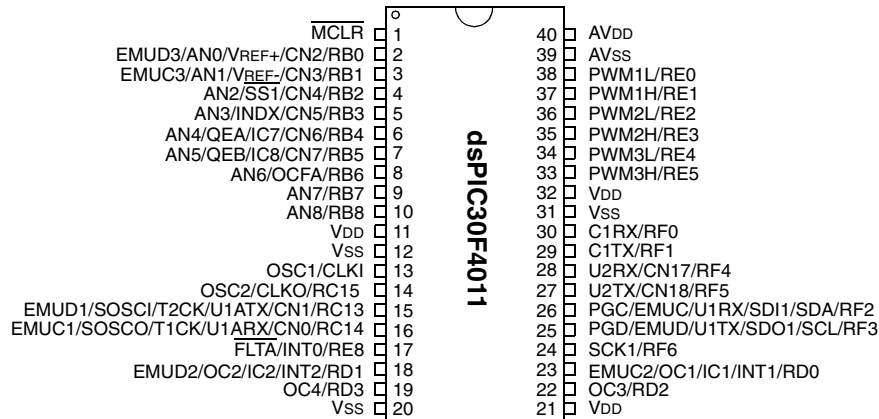 MCLR 1
EMUD3/AN0/VREF+/CN2/RB0 2
EMUC3/AN1/VREF-/CN3/RB1 3
AN2/SS1/CN4/RB2 4
AN3/INDX/CN5/RB3 5
AN4/QEA/IC7/CN6/RB4 6
AN5/QEB/IC8/CN7/RB5 7
AN6/OCFA/RB6 8
AN7/RB7 9
AN8/RB8 10
VDD 11
VSS 12
OSC1/CLKI 13
OSC2/CLKO/RC15 14
EMUD1/SOSCI/T2CK/U1ATX/CN1/RC13 15
EMUC1/SOSCO/T1CK/U1ARX/CN0/RC14 16
FLTA/INT0/RE8 17
EMUD2/OC2/IC2/INT2/RD1 18
OC4/RD3 19
VSS 20
dsPIC30F4011
40 AVDD
39 AVSS
38 PWM1L/RE0
37 PWM1H/RE1
36 PWM2L/RE2
35 PWM2H/RE3
34 PWM3L/RE4
33 PWM3H/RE5
32 VDD
31 VSS
30 C1RX/RF0
29 C1TX/RF1
28 U2RX/CN17/RF4
27 U2TX/CN18/RF5
26 PGC/EMUC/U1RX/SDI1/SDA/RF2
25 PGD/EMUD/U1TX/SDO1/SCL/RF3
24 SCK1/RF6
23 EMUC2/OC1/IC1/INT1/RD0
22 OC3/RD2
21 VDD